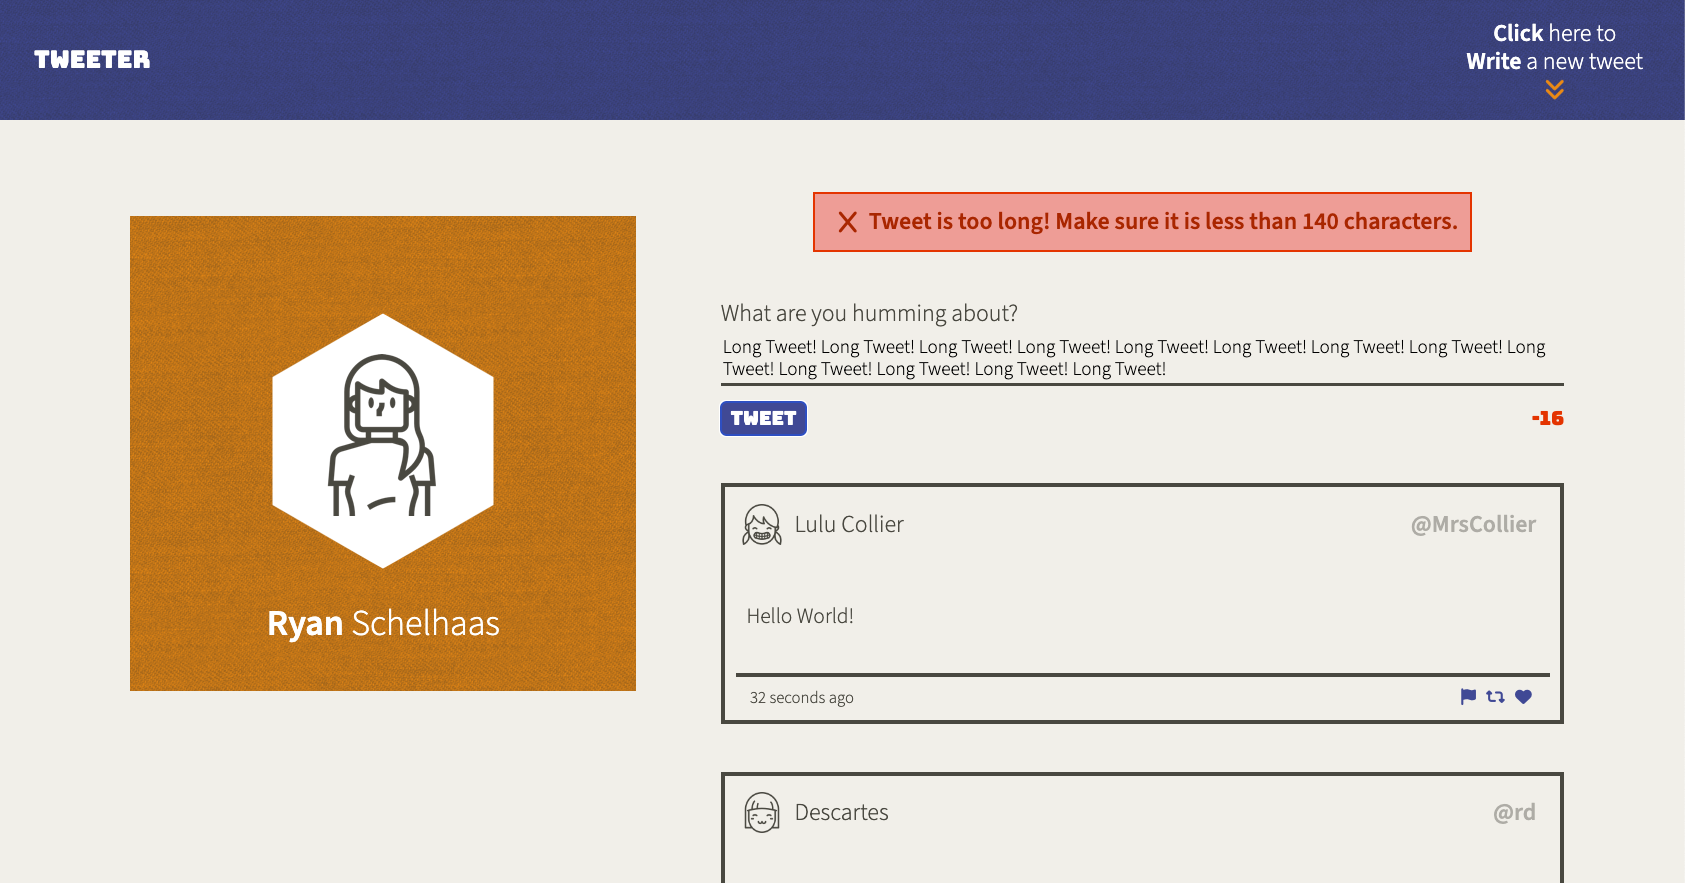 TWEETER
Click here to
Write a new tweet
Ryan Schelhaas
Tweet is too long! Make sure it is less than 140 characters.
What are you humming about?
Long Tweet! Long Tweet! Long Tweet! Long Tweet! Long Tweet! Long Tweet! Long Tweet! Long Tweet! Long
Tweet! Long Tweet! Long Tweet! Long Tweet! Long Tweet!
TWEET
-16
Lulu Collier
@MrsCollier
Hello World!
32 seconds ago
Descartes
@rd